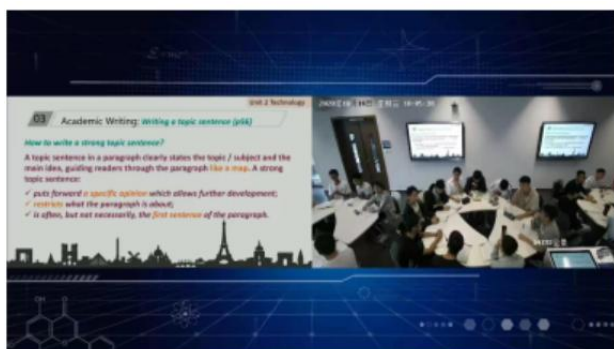 Unit 2 Technology
03 Academic Writing: Writing a topic sentence (p56)
How to write a strong topic sentence?
A topic sentence in a paragraph clearly states the topic / subject and the
main idea, guiding readers through the paragraph like a map. A strong
topic sentence:
✓ puts forward a specific opinion which allows further development;
✓ restricts what the paragraph is about;
✓ is often, but not necessarily, the first sentence of the paragraph.
OH
O